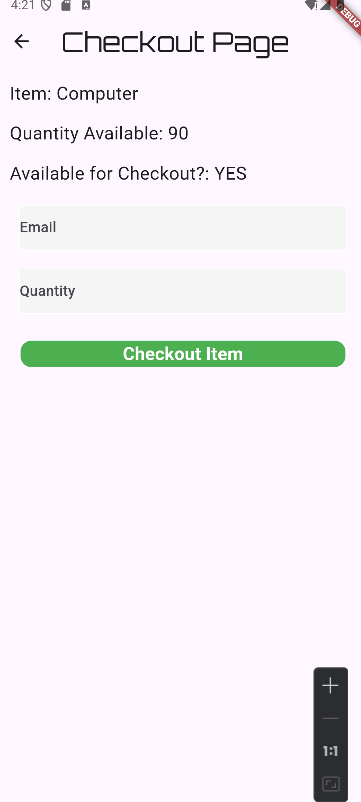 4:21
DEBUG
Checkout Page
Item: Computer
Quantity Available: 90
Available for Checkout?: YES
Email
Quantity
Checkout Item
1:1